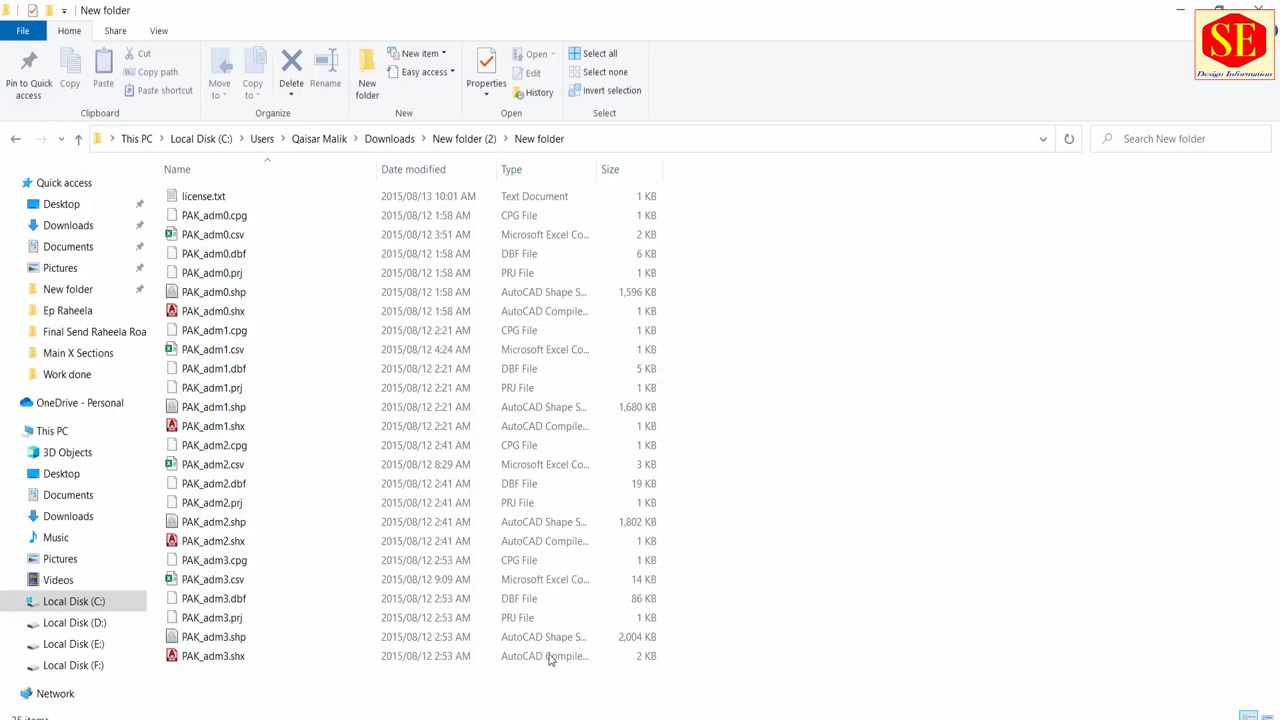 New folder
File Home Share View
Pin to Quick access
Copy
Paste
Cut
Copy path
Paste shortcut
Clipboard
Move to
Copy to
Delete
Rename
Organize
New folder
New item
Easy access
New
Properties
Open
Edit
History
Open
Select all
Select none
Invert selection
Select
SE
Design Information
This PC Local Disk (C:) Users Qaisar Malik Downloads New folder (2) New folder
Search New folder
Name Date modified Type Size
Quick access
Desktop
Downloads
Documents
Pictures
New folder
Ep Raheela
Final Send Raheela Roa
Main X Sections
Work done
OneDrive - Personal
This PC
3D Objects
Desktop
Documents
Downloads
Music
Pictures
Videos
Local Disk (C:)
Local Disk (D:)
Local Disk (E:)
Local Disk (F:)
Network
license.txt 2015/08/13 10:01 AM Text Document 1 KB
PAK_adm0.cpg 2015/08/12 1:58 AM CPG File 1 KB
PAK_adm0.csv 2015/08/12 3:51 AM Microsoft Excel Co... 2 KB
PAK_adm0.dbf 2015/08/12 1:58 AM DBF File 6 KB
PAK_adm0.prj 2015/08/12 1:58 AM PRJ File 1 KB
PAK_adm0.shp 2015/08/12 1:58 AM AutoCAD Shape S... 1,596 KB
PAK_adm0.shx 2015/08/12 1:58 AM AutoCAD Compile... 1 KB
PAK_adm1.cpg 2015/08/12 2:21 AM CPG File 1 KB
PAK_adm1.csv 2015/08/12 4:24 AM Microsoft Excel Co... 1 KB
PAK_adm1.dbf 2015/08/12 2:21 AM DBF File 5 KB
PAK_adm1.prj 2015/08/12 2:21 AM PRJ File 1 KB
PAK_adm1.shp 2015/08/12 2:21 AM AutoCAD Shape S... 1,680 KB
PAK_adm1.shx 2015/08/12 2:21 AM AutoCAD Compile... 1 KB
PAK_adm2.cpg 2015/08/12 2:41 AM CPG File 1 KB
PAK_adm2.csv 2015/08/12 8:29 AM Microsoft Excel Co... 3 KB
PAK_adm2.dbf 2015/08/12 2:41 AM DBF File 19 KB
PAK_adm2.prj 2015/08/12 2:41 AM PRJ File 1 KB
PAK_adm2.shp 2015/08/12 2:41 AM AutoCAD Shape S... 1,802 KB
PAK_adm2.shx 2015/08/12 2:41 AM AutoCAD Compile... 1 KB
PAK_adm3.cpg 2015/08/12 2:53 AM CPG File 1 KB
PAK_adm3.csv 2015/08/12 9:09 AM Microsoft Excel Co... 14 KB
PAK_adm3.dbf 2015/08/12 2:53 AM DBF File 86 KB
PAK_adm3.prj 2015/08/12 2:53 AM PRJ File 1 KB
PAK_adm3.shp 2015/08/12 2:53 AM AutoCAD Shape S... 2,004 KB
PAK_adm3.shx 2015/08/12 2:53 AM AutoCAD Compile... 2 KB
25 items